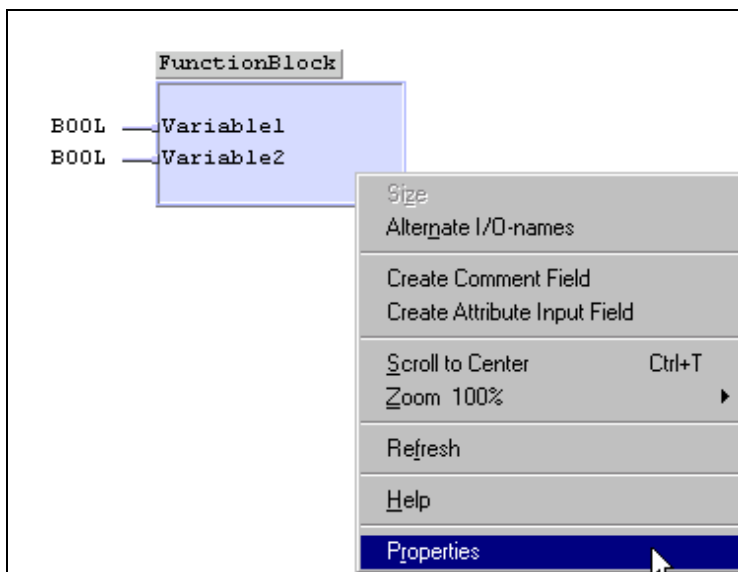 FunctionBlock
BOOL Variable1
BOOL Variable2
Size
Alternate I/O-names
Create Comment Field
Create Attribute Input Field
Scroll to Center Ctrl+T
Zoom 100%
Refresh
Help
Properties